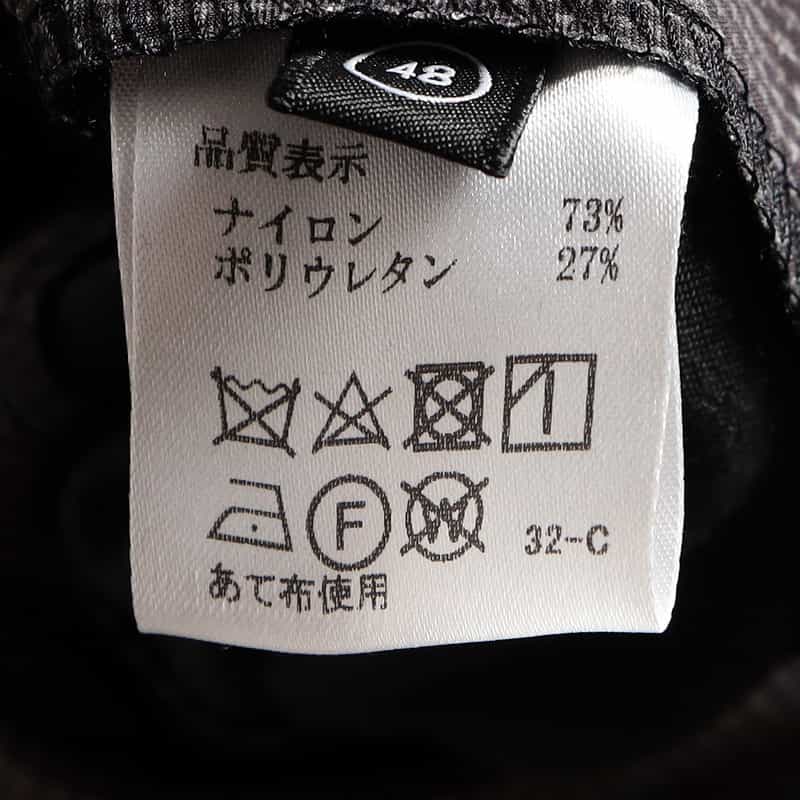 48
品質表示
ナイロン 73%
ポリウレタン 27%
F W 32-C
あて布使用